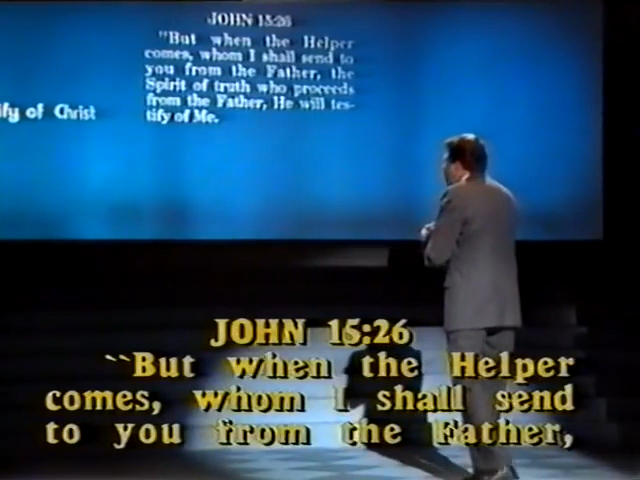 JOHN 15:26
"But when the Helper
comes, whom I shall send to
you from the Father, the
Spirit of truth who proceeds
from the Father, He will tes-
tify of Me.
ify of Christ
JOHN 15:26
``But when the Helper
comes, whom I shall send
to you from the Father,